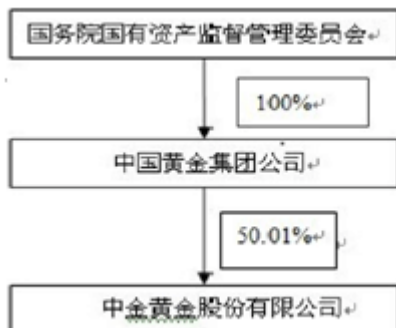 国务院国有资产监督管理委员会
100%
中国黄金集团公司
50.01%
中金黄金股份有限公司